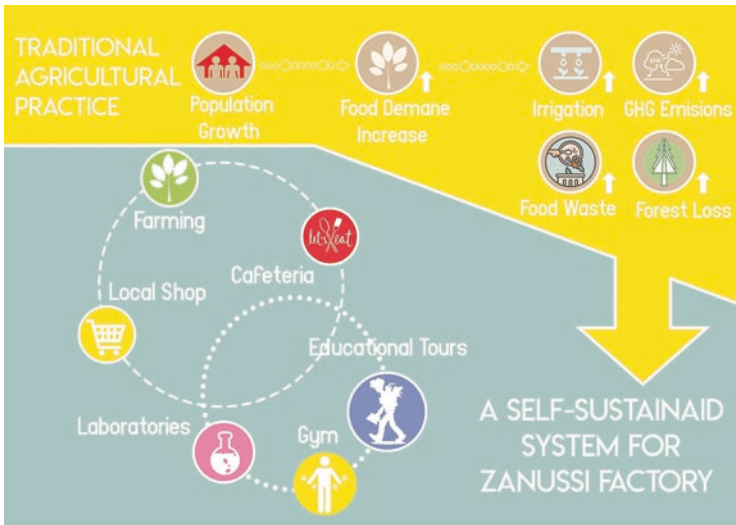 TRADITIONAL
AGRICULTURAL
PRACTICE
Population
Growth
Food Demane
Increase
Irrigation
GHG Emisions
Food Waste
Forest Loss
Farming
let's eat
Cafeteria
Local Shop
Educational Tours
Laboratories
Gym
A SELF-SUSTAINAID
SYSTEM FOR
ZANUSSI FACTORY